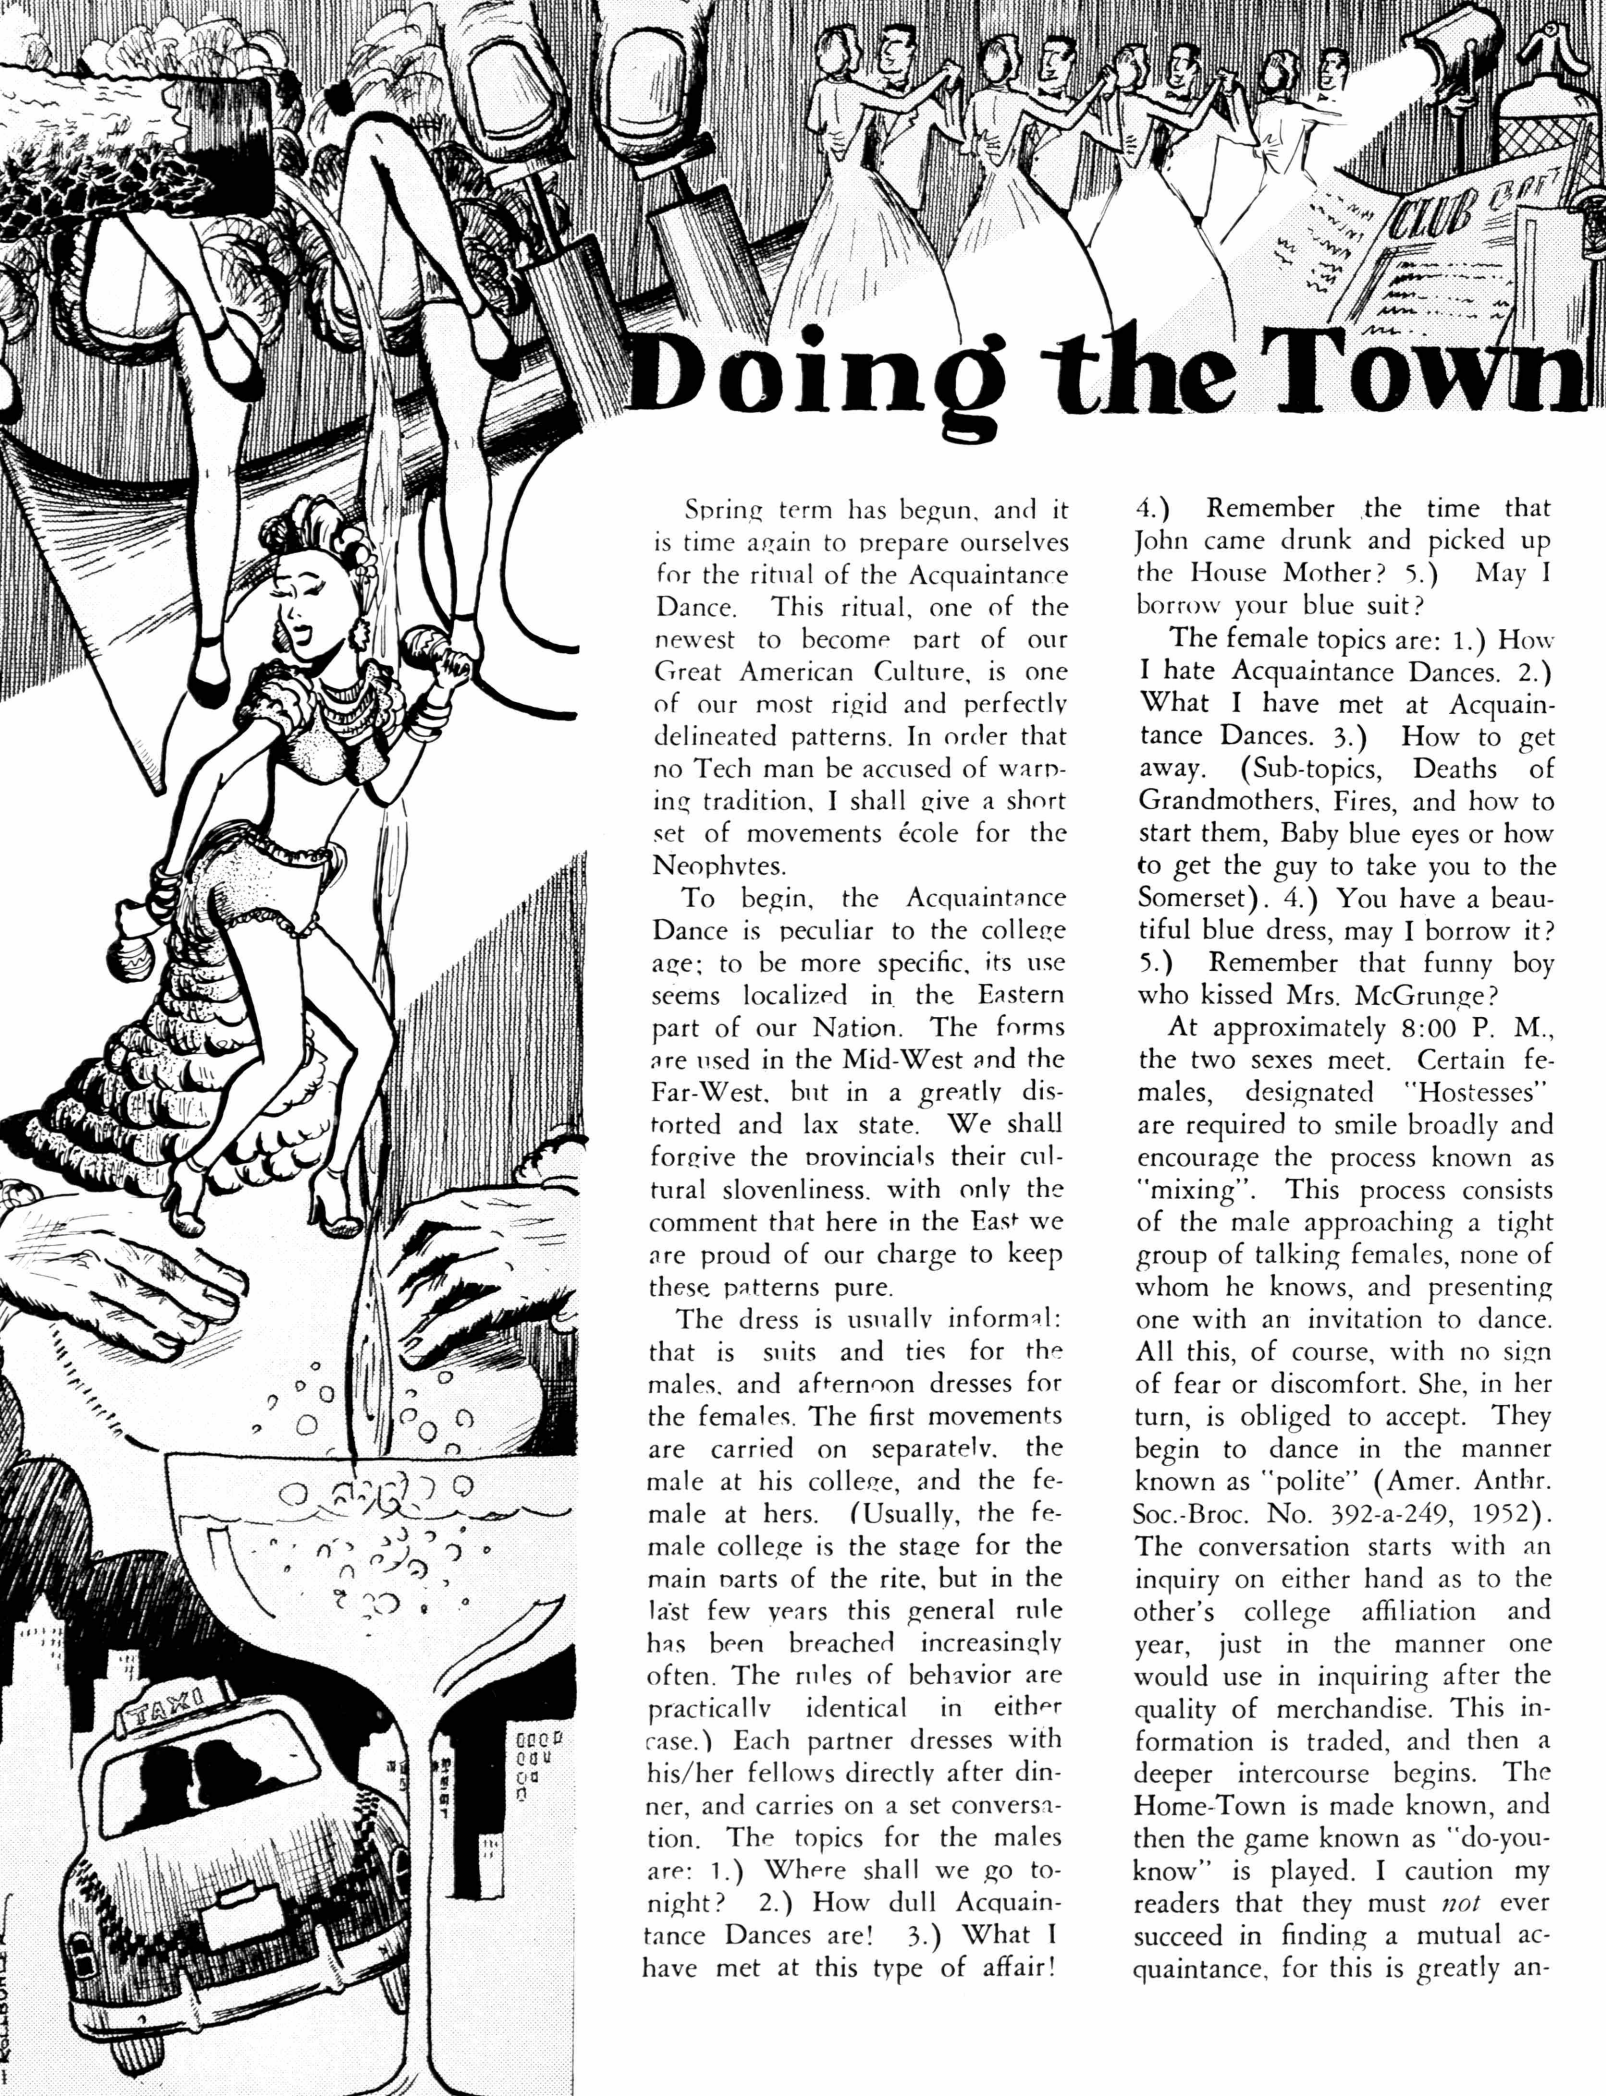 CLUB
Doing the Town
Spring term has begun, and it
is time again to prepare ourselves
for the ritual of the Acquaintance
Dance. This ritual, one of the
newest to become part of our
Great American Culture, is one
of our most rigid and perfectly
delineated patterns. In order that
no Tech man be accused of warp-
ing tradition, I shall give a short
set of movements école for the
Neophytes.
To begin, the Acquaintance
Dance is peculiar to the college
age; to be more specific, its use
seems localized in the Eastern
part of our Nation. The forms
are used in the Mid-West and the
Far-West, but in a greatly dis-
torted and lax state. We shall
forgive the provincials their cul-
tural slovenliness, with only the
comment that here in the East we
are proud of our charge to keep
these patterns pure.
The dress is usually informal:
that is suits and ties for the
males, and afternoon dresses for
the females. The first movements
are carried on separately, the
male at his college, and the fe-
male at hers. (Usually, the fe-
male college is the stage for the
main parts of the rite, but in the
last few years this general rule
has been breached increasingly
often. The rules of behavior are
practically identical in either
case.) Each partner dresses with
his/her fellows directly after din-
ner, and carries on a set conversa-
tion. The topics for the males
are: 1.) Where shall we go to-
night? 2.) How dull Acquain-
tance Dances are! 3.) What I
have met at this type of affair!
4.) Remember the time that
John came drunk and picked up
the House Mother? 5.) May I
borrow your blue suit?
The female topics are: 1.) How
I hate Acquaintance Dances. 2.)
What I have met at Acquain-
tance Dances. 3.) How to get
away. (Sub-topics, Deaths of
Grandmothers, Fires, and how to
start them, Baby blue eyes or how
to get the guy to take you to the
Somerset). 4.) You have a beau-
tiful blue dress, may I borrow it?
5.) Remember that funny boy
who kissed Mrs. McGrunge?
At approximately 8:00 P. M.,
the two sexes meet. Certain fe-
males, designated "Hostesses"
are required to smile broadly and
encourage the process known as
"mixing". This process consists
of the male approaching a tight
group of talking females, none of
whom he knows, and presenting
one with an invitation to dance.
All this, of course, with no sign
of fear or discomfort. She, in her
turn, is obliged to accept. They
begin to dance in the manner
known as "polite" (Amer. Anthr.
Soc.-Broc. No. 392-a-249, 1952).
The conversation starts with an
inquiry on either hand as to the
other's college affiliation and
year, just in the manner one
would use in inquiring after the
quality of merchandise. This in-
formation is traded, and then a
deeper intercourse begins. The
Home-Town is made known, and
then the game known as "do-you-
know" is played. I caution my
readers that they must not ever
succeed in finding a mutual ac-
quaintance, for this is greatly an-
TAXI